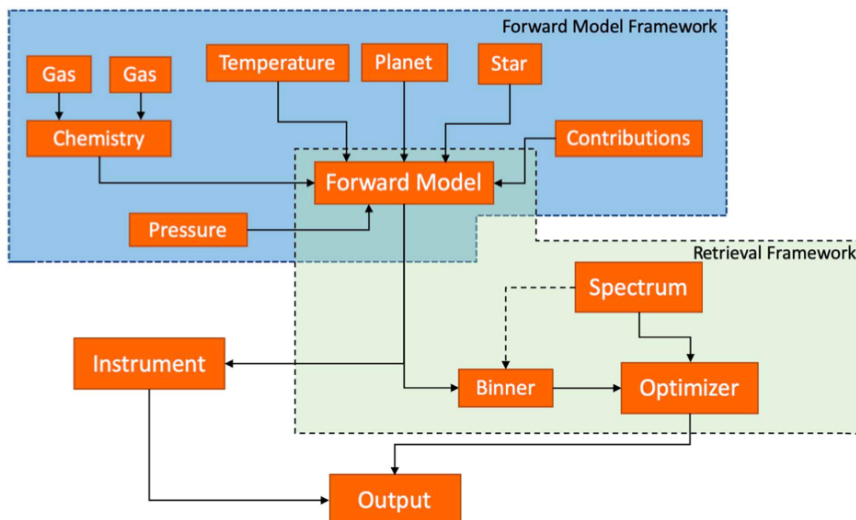 Forward Model Framework
Gas
Gas
Temperature
Planet
Star
Chemistry
Contributions
Forward Model
Pressure
Retrieval Framework
Spectrum
Instrument
Binner
Optimizer
Output